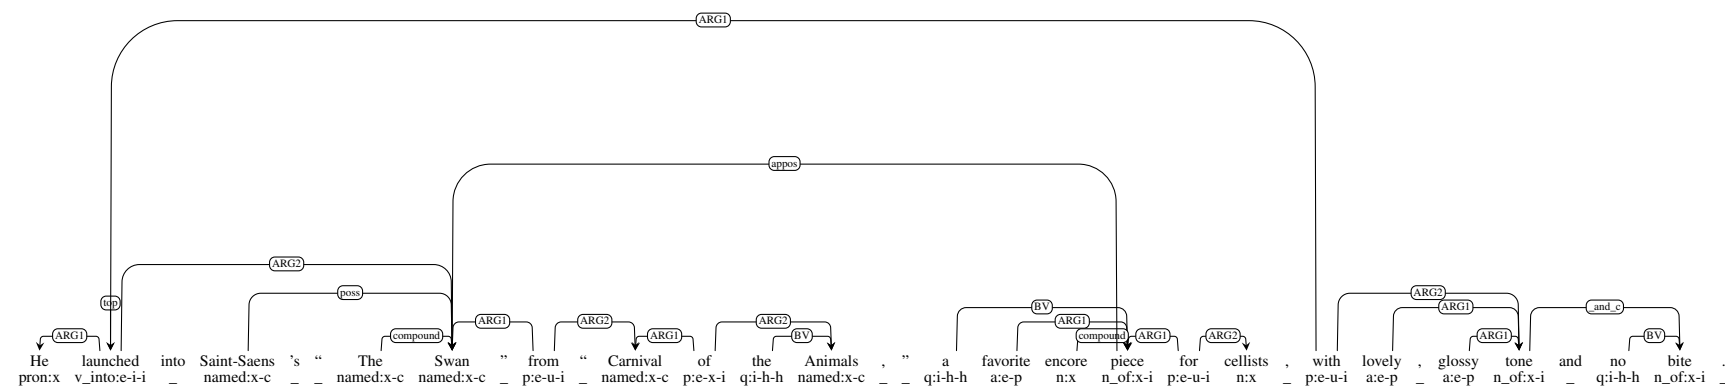 ARG1
appos
ARG2
top
poss
ARG2
BV
ARG1
_and_c
ARG1 compound ARG1 ARG2 ARG1 ARG2 BV ARG1 compound ARG1 ARG2 ARG1 BV
He launched into Saint-Saens 's “ The Swan ” from “ Carnival of the Animals , ” a favorite encore piece for cellists , with lovely , glossy tone and no bite .
pron:x v_into:e-i-i _ named:x-c _ _ named:x-c named:x-c _ p:e-u-i _ named:x-c p:e-x-i q:i-h-h named:x-c _ _ q:i-h-h a:e-p n:x n_of:x-i p:e-u-i n:x _ p:e-u-i a:e-p _ a:e-p n_of:x-i _ q:i-h-h n_of:x-i _